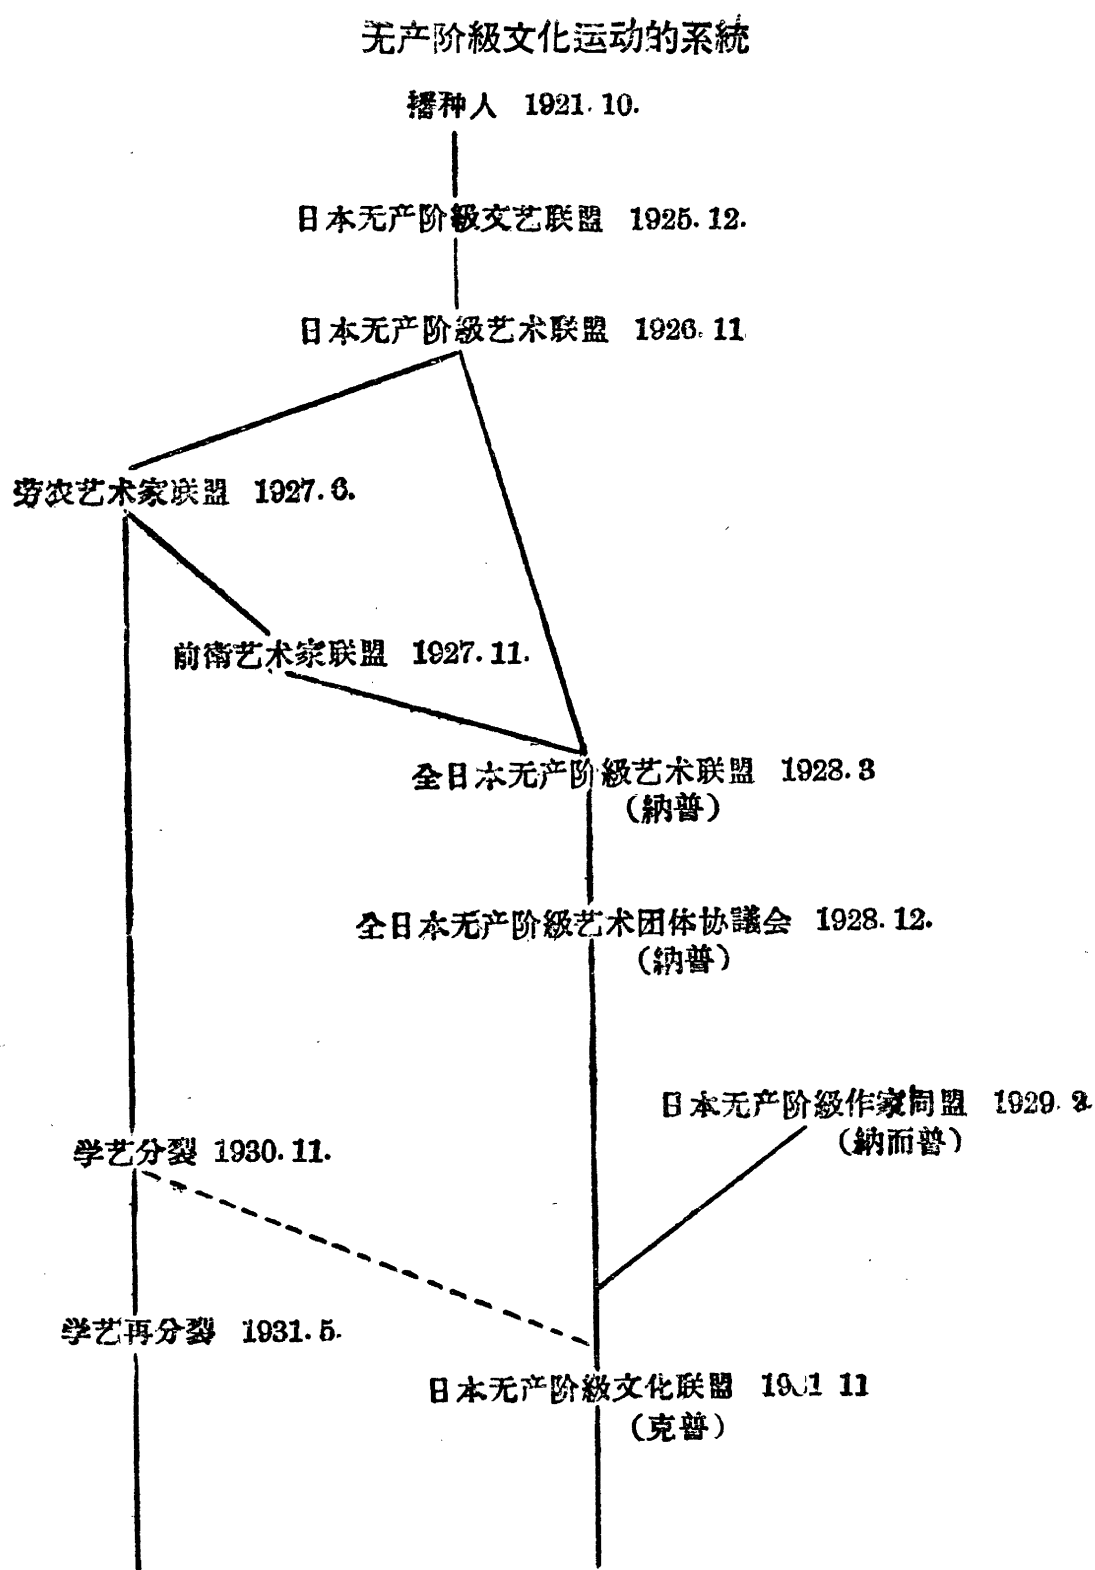 无产阶級文化运动的系統
播种人 1921.10.
日本无产阶級文艺联盟 1925.12.
日本无产阶級艺术联盟 1926.11
劳农艺术家联盟 1927.6.
前衛艺术家联盟 1927.11.
全日本无产阶級艺术联盟 1928.3
(納普)
全日本无产阶級艺术团体协議会 1928.12.
(納普)
日本无产阶級作家同盟 1929.2
(納而普)
学艺分裂 1930.11.
学艺再分裂 1931.5.
日本无产阶級文化联盟 1931 11
(克普)